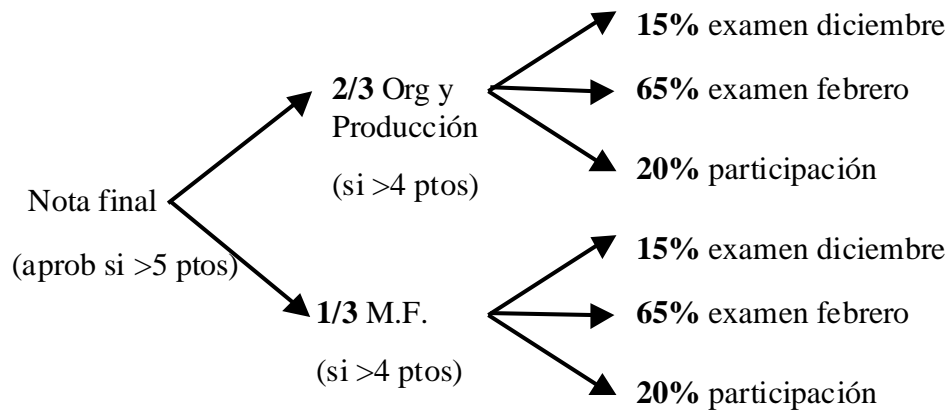 Nota final
(aprob si >5 ptos)
2/3 Org y
Producción
(si >4 ptos)
15% examen diciembre
65% examen febrero
20% participación
1/3 M.F.
(si >4 ptos)
15% examen diciembre
65% examen febrero
20% participación